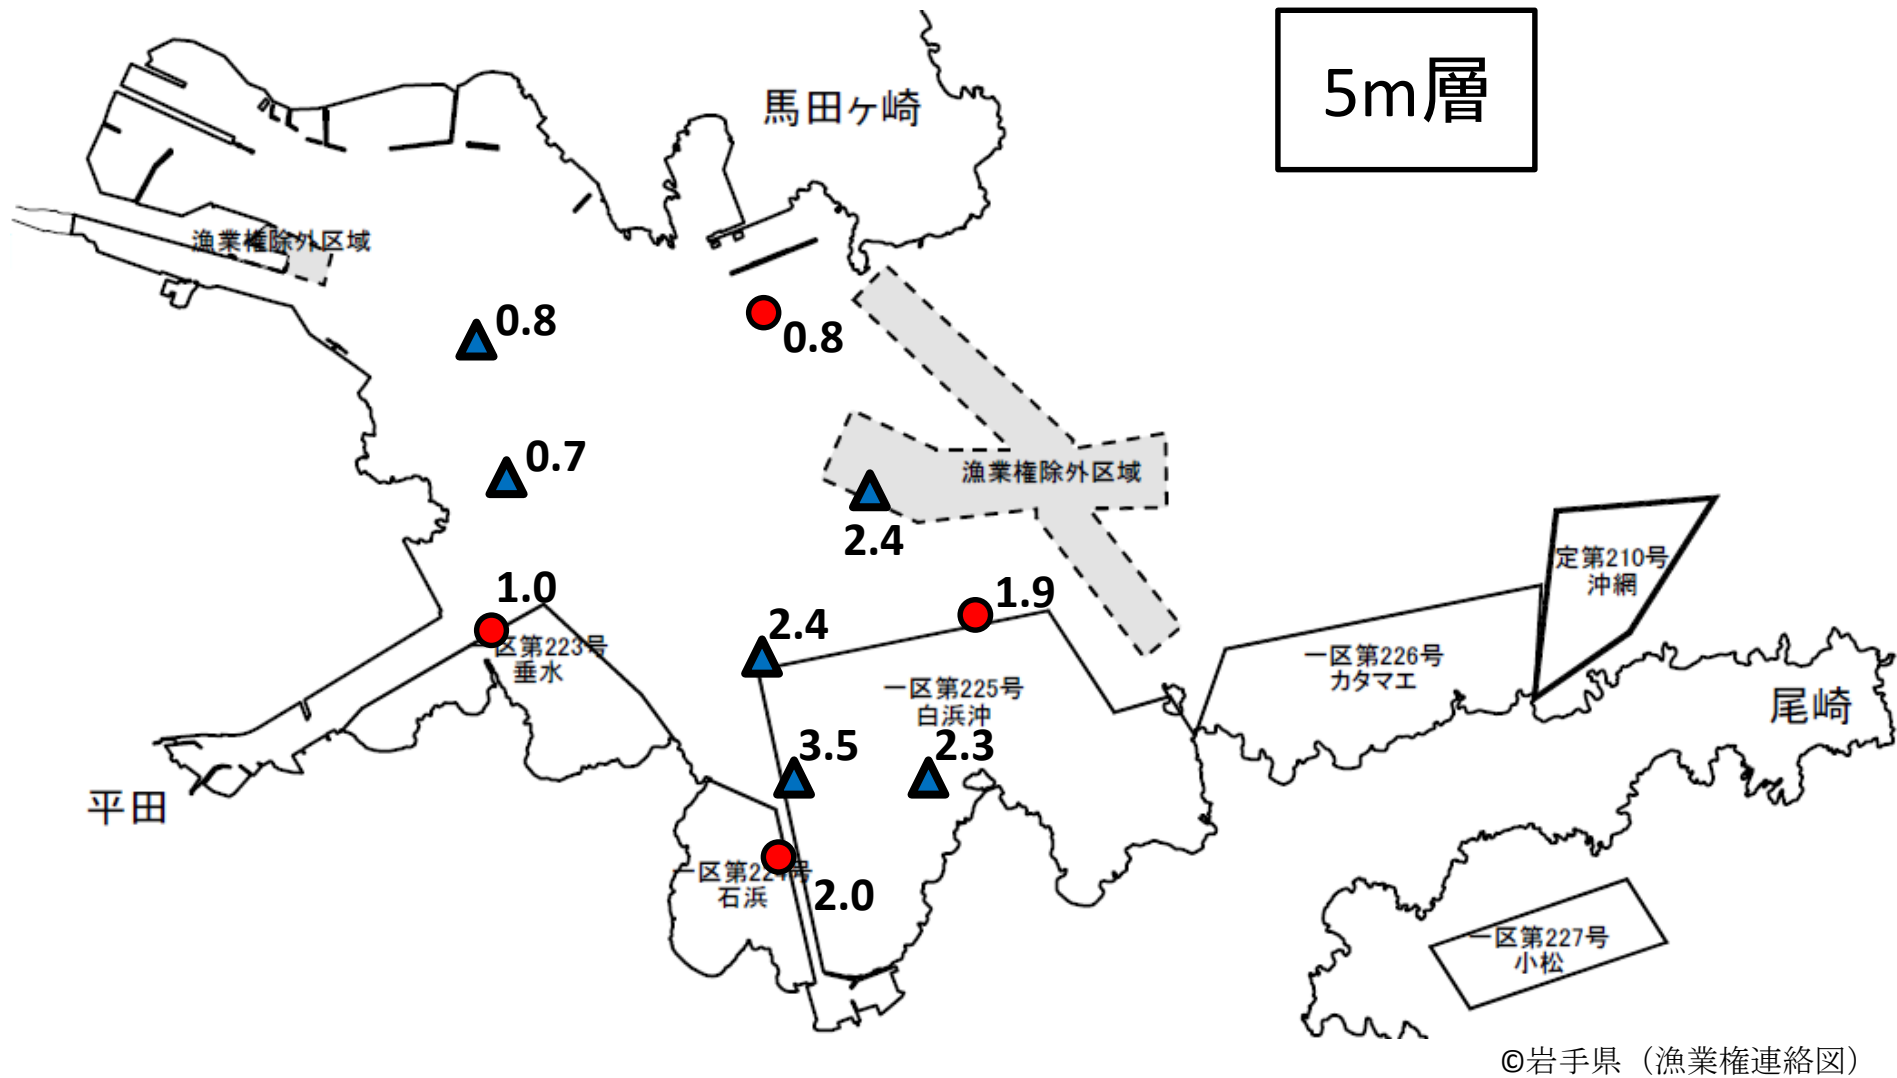 5m層
馬田ヶ崎
漁業権除外区域
0.8
0.8
0.7
漁業権除外区域
2.4
定第210号
沖網
1.0
1.9
2.4
一区第223号
垂水
一区第226号
カタマエ
一区第225号
白浜沖
尾崎
3.5
2.3
平田
一区第224号
石浜
2.0
一区第227号
小松
©岩手県（漁業権連絡図）